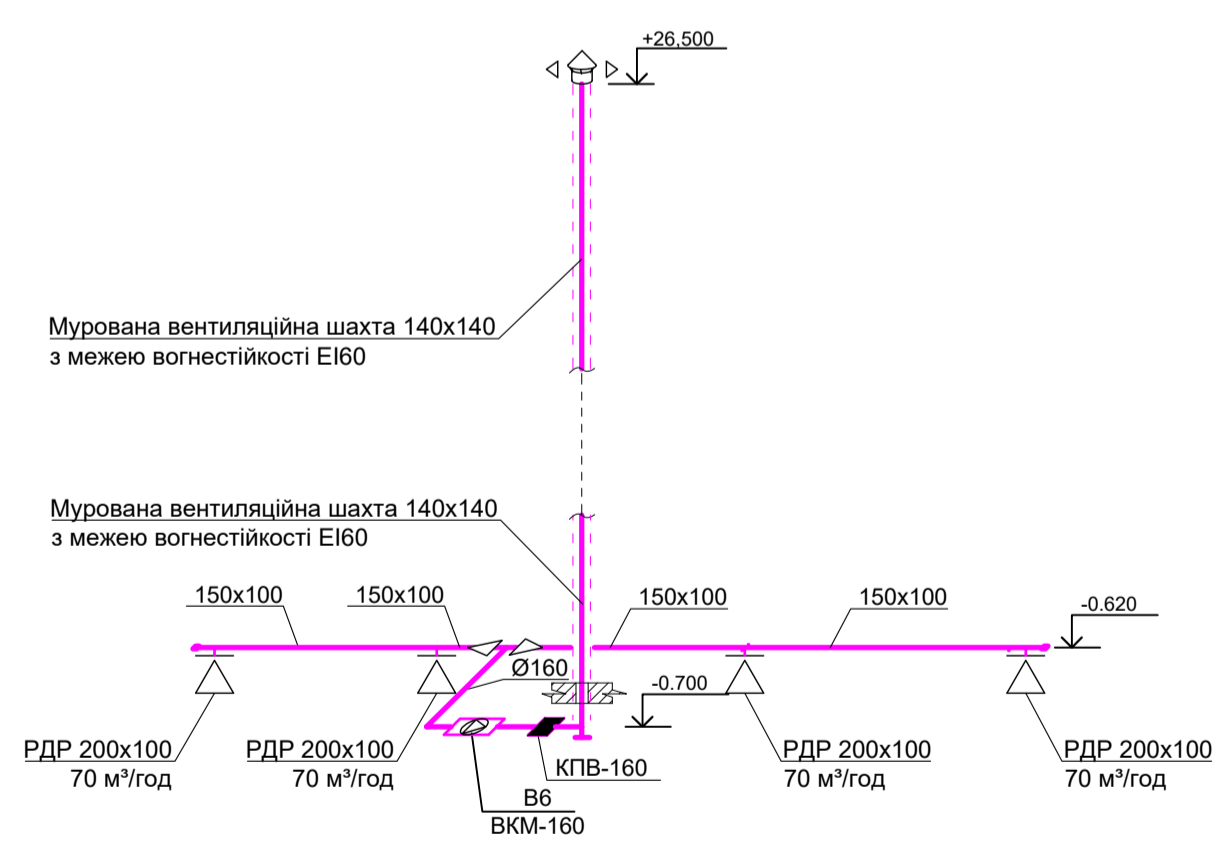 +26,500
Мурована вентиляційна шахта 140x140
з межею вогнестійкості EI60
Мурована вентиляційна шахта 140x140
з межею вогнестійкості EI60
150x100
150x100
150x100
150x100
-0.620
Ø160
-0.700
РДР 200x100
70 м³/год
РДР 200x100
70 м³/год
КПВ-160
РДР 200x100
70 м³/год
РДР 200x100
70 м³/год
В6
ВКМ-160